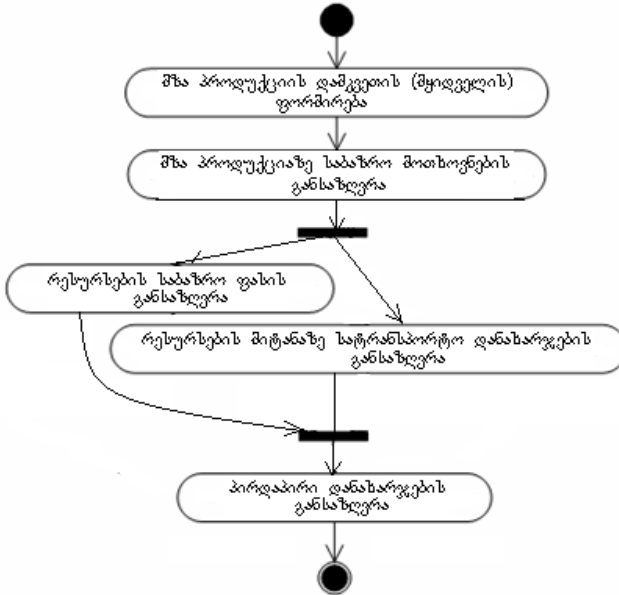 მზა პროდუქციის დამკვეთის (მყიდველის)
ფორმირება
მზა პროდუქციაზე საბაზრო მოთხოვნების
განსაზღვრა
რესურსების საბაზრო ფასის
განსაზღვრა
რესურსების მიტანაზე სატრანსპორტო დანახარჯების
განსაზღვრა
პირდაპირი დანახარჯების
განსაზღვრა